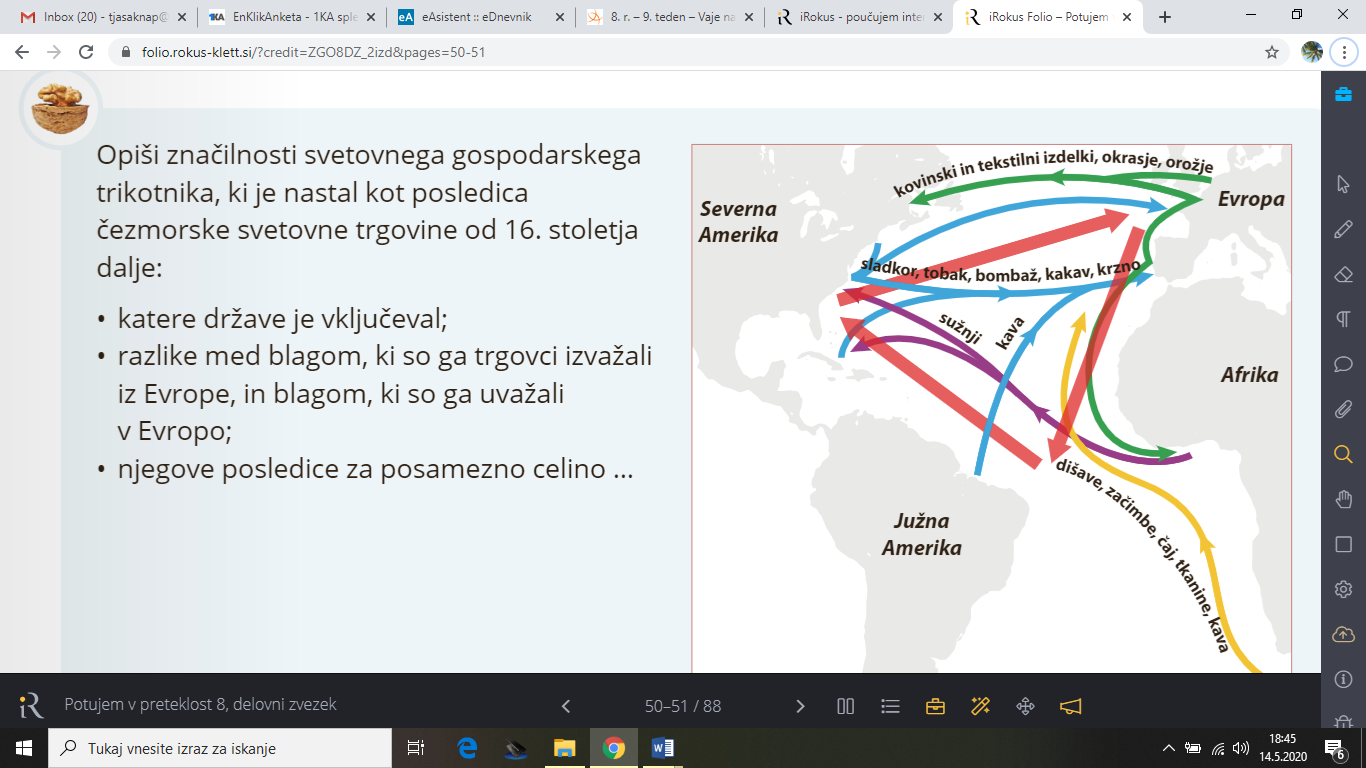 Inbox (20) - tjasaknap@
EnKlikAnketa - 1KA sple
eAsistent :: eDnevnik
8. r. – 9. teden – Vaje na
iRokus - poučujem inte
iRokus Folio – Potujem
folio.rokus-klett.si/?credit=ZGO8DZ_2izd&pages=50-51
Opiši značilnosti svetovnega gospodarskega
trikotnika, ki je nastal kot posledica
čezmorske svetovne trgovine od 16. stoletja
dalje:
• katere države je vključeval;
• razlike med blagom, ki so ga trgovci izvažali
iz Evrope, in blagom, ki so ga uvažali
v Evropo;
• njegove posledice za posamezno celino ...
kovinski in tekstilni izdelki, okrasje, orožje
Severna
Amerika
Evropa
sladkor, tobak, bombaž, kakav, krzno
sužnji
kava
Afrika
dišave, začimbe, čaj, tkanine, kava
Južna
Amerika
Potujem v preteklost 8, delovni zvezek
50–51 / 88
Tukaj vnesite izraz za iskanje
18:45
14.5.2020
6